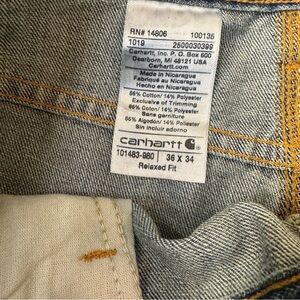 RN# 14806 100135
1019 2500030399
Carhartt, Inc. P.O. Box 600
Dearborn, MI 48121 USA
Carhartt.com
Made in Nicaragua
Fabriqué au Nicaragua
Hecho en Nicaragua
86% Cotton/ 14% Polyester
Exclusive of Trimming
86% Coton/ 14% Polyester
Sans garniture
86% Algodón/ 14% Polyester
Sin incluir adorno
carhartt
101483-980 36 X 34
Relaxed Fit